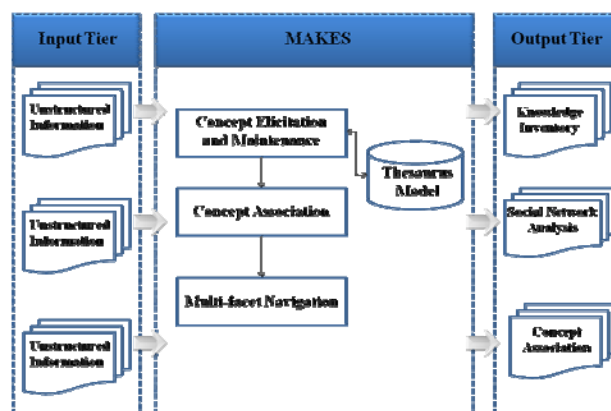 Input Tier
MAKES
Output Tier
Unstructured
Information
Unstructured
Information
Unstructured
Information
Concept Elicitation
and Maintenance
Thesaurus
Model
Concept Association
Multi-facet Navigation
Knowledge
Inventory
Social Network
Analysis
Concept
Association